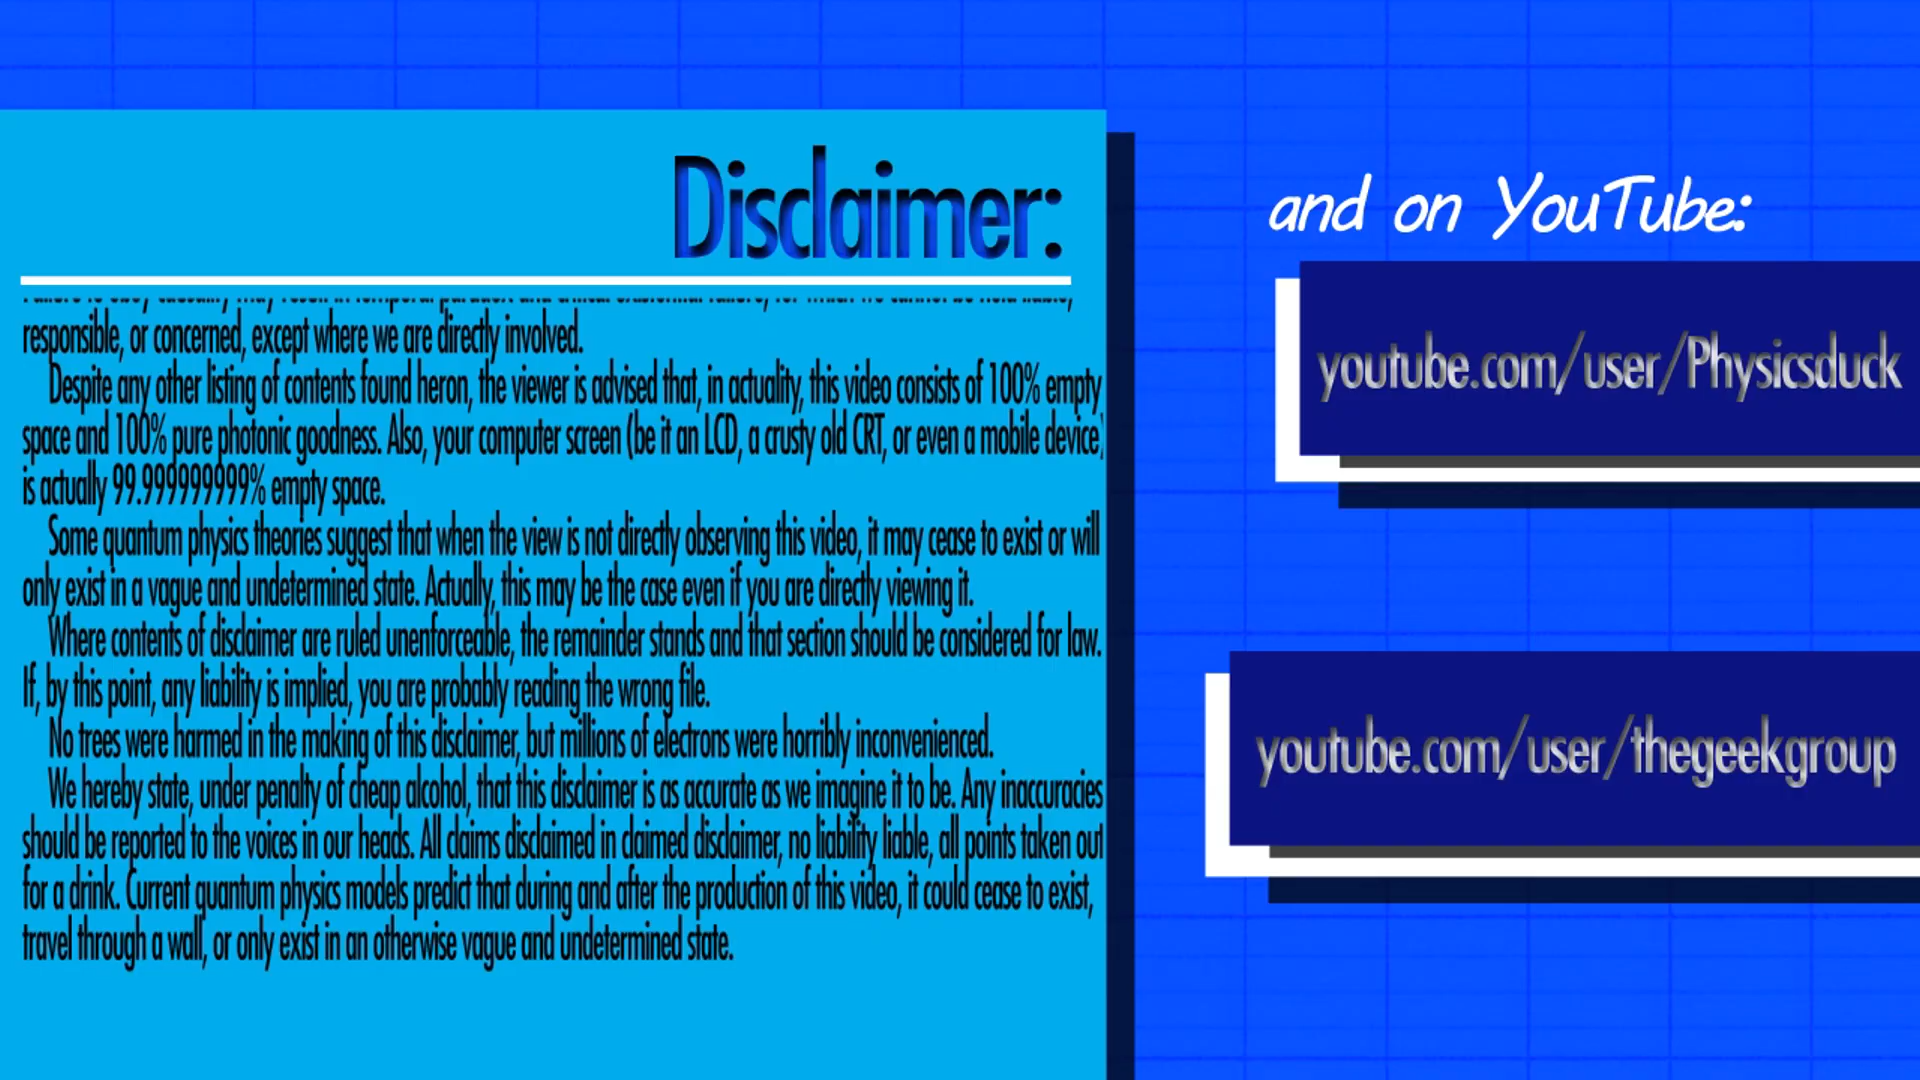 Disclaimer:
responsible, or concerned, except where we are directly involved.
Despite any other listing of contents found heron, the viewer is advised that, in actuality, this video consists of 100% empty
space and 100% pure photonic goodness. Also, your computer screen (be it an LCD, a crusty old CRT, or even a mobile device)
is actually 99.999999999% empty space.
Some quantum physics theories suggest that when the view is not directly observing this video, it may cease to exist or will
only exist in a vague and undetermined state. Actually, this may be the case even if you are directly viewing it.
Where contents of disclaimer are ruled unenforceable, the remainder stands and that section should be considered for law.
If, by this point, any liability is implied, you are probably reading the wrong file.
No trees were harmed in the making of this disclaimer, but millions of electrons were horribly inconvenienced.
We hereby state, under penalty of cheap alcohol, that this disclaimer is as accurate as we imagine it to be. Any inaccuracies
should be reported to the voices in our heads. All claims disclaimed in claimed disclaimer, no liability liable, all points taken out
for a drink. Current quantum physics models predict that during and after the production of this video, it could cease to exist,
travel through a wall, or only exist in an otherwise vague and undetermined state.
and on YouTube:
youtube.com/user/Physicsduck
youtube.com/user/thegeekgroup